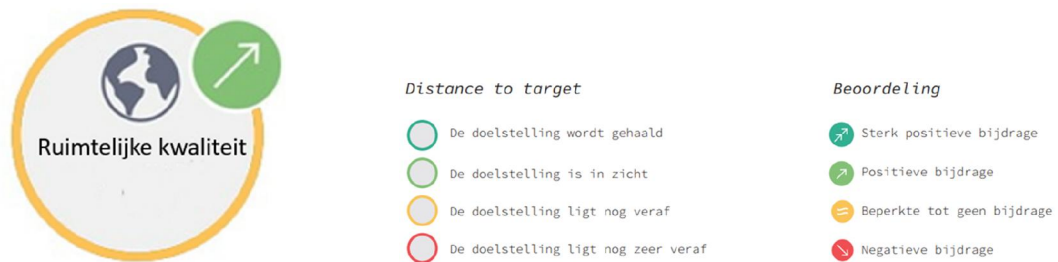 Ruimtelijke kwaliteit
Distance to target
De doelstelling wordt gehaald
De doelstelling is in zicht
De doelstelling ligt nog veraf
De doelstelling ligt nog zeer veraf
Beoordeling
Sterk positieve bijdrage
Positieve bijdrage
Beperkte tot geen bijdrage
Negatieve bijdrage